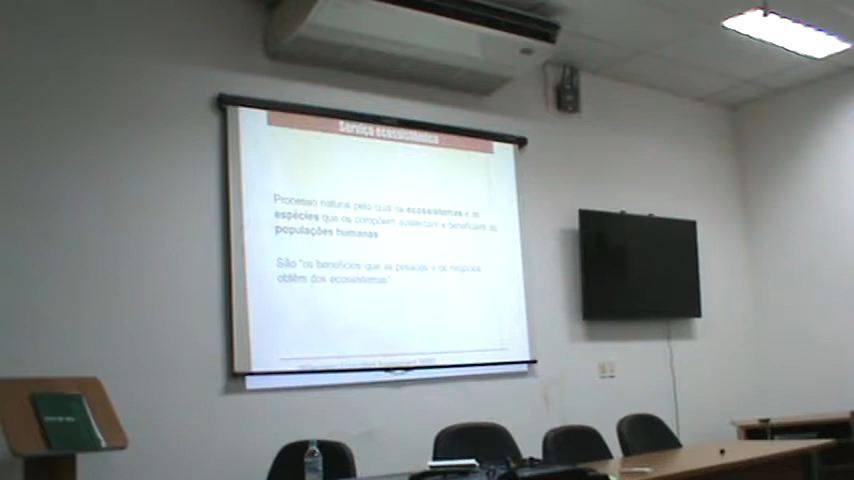 Serviço ecossistêmico
Processo natural pelo qual os ecossistemas e as
espécies que os compõem sustentam e beneficiam as
populações humanas
São "os benefícios que as pessoas e os negócios
obtêm dos ecossistemas"